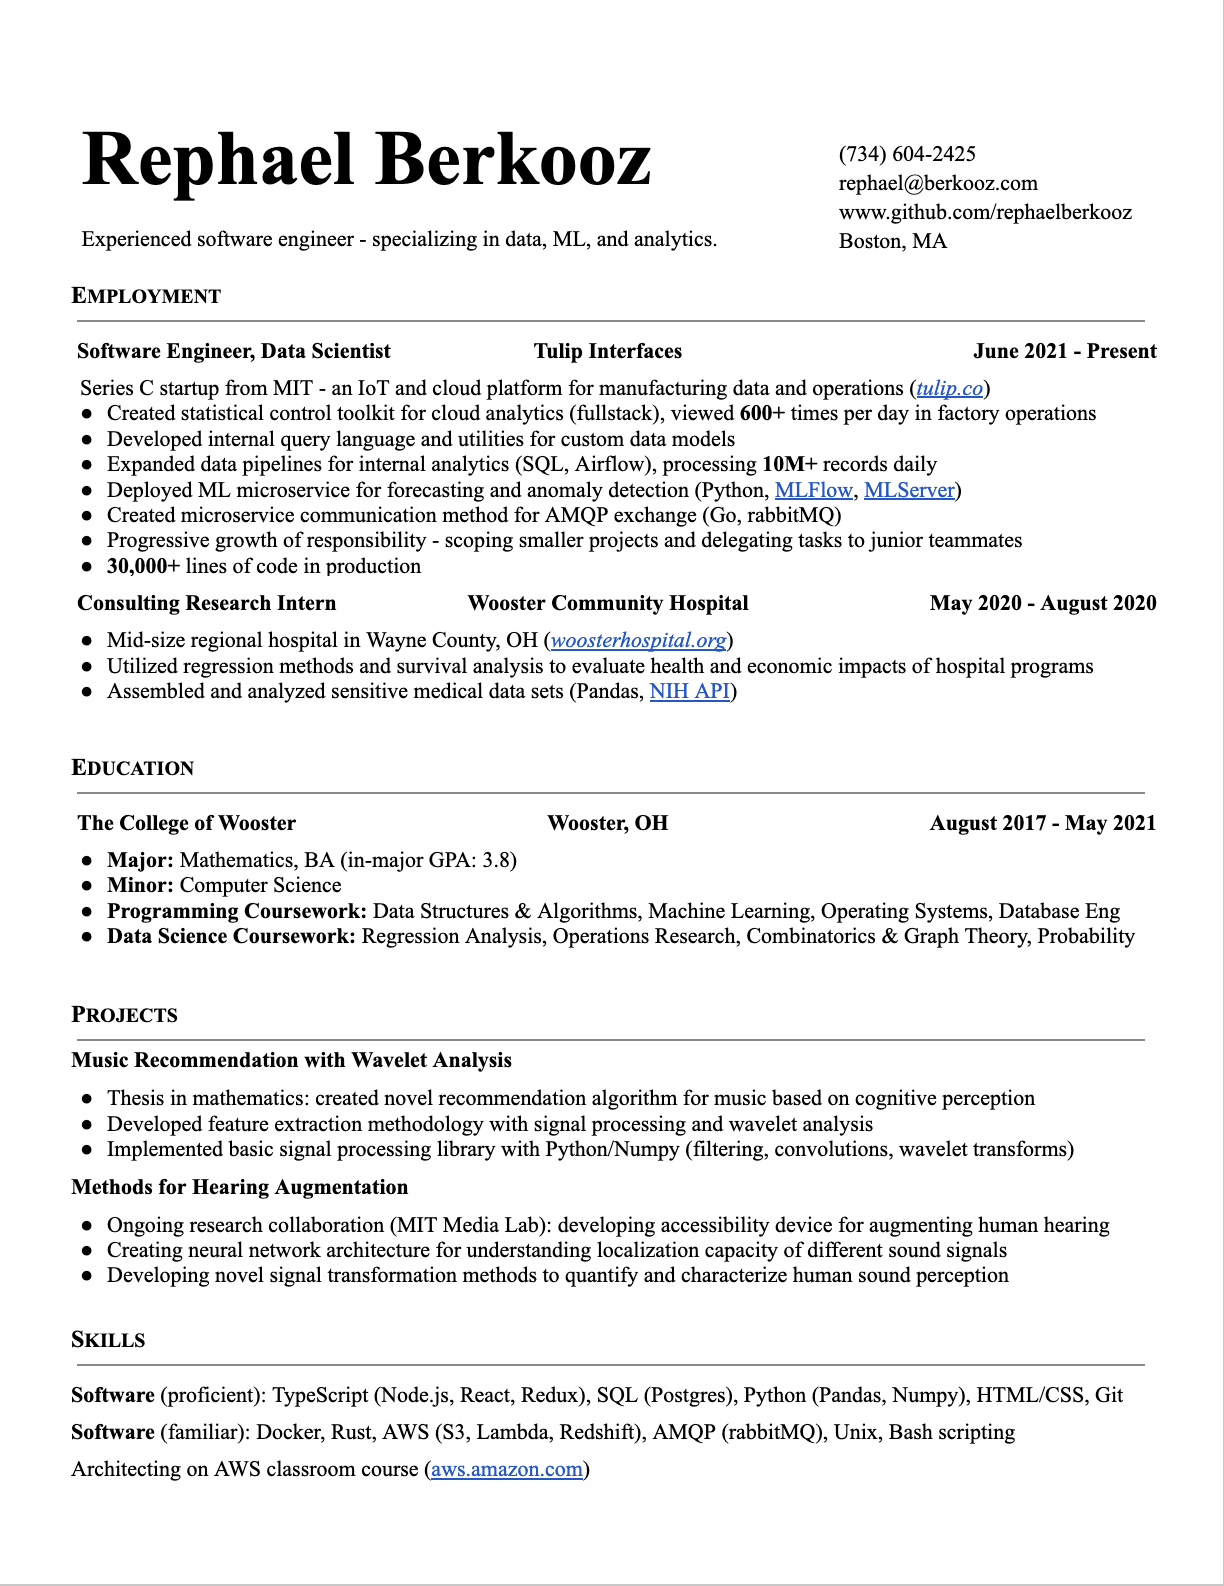 Rephael Berkooz
Experienced software engineer - specializing in data, ML, and analytics.
(734) 604-2425
rephael@berkooz.com
www.github.com/rephaelberkooz
Boston, MA
EMPLOYMENT
Software Engineer, Data Scientist Tulip Interfaces June 2021 - Present
Series C startup from MIT - an IoT and cloud platform for manufacturing data and operations (tulip.co)
● Created statistical control toolkit for cloud analytics (fullstack), viewed 600+ times per day in factory operations
● Developed internal query language and utilities for custom data models
● Expanded data pipelines for internal analytics (SQL, Airflow), processing 10M+ records daily
● Deployed ML microservice for forecasting and anomaly detection (Python, MLFlow, MLServer)
● Created microservice communication method for AMQP exchange (Go, rabbitMQ)
● Progressive growth of responsibility - scoping smaller projects and delegating tasks to junior teammates
● 30,000+ lines of code in production
Consulting Research Intern Wooster Community Hospital May 2020 - August 2020
● Mid-size regional hospital in Wayne County, OH (woosterhospital.org)
● Utilized regression methods and survival analysis to evaluate health and economic impacts of hospital programs
● Assembled and analyzed sensitive medical data sets (Pandas, NIH API)
EDUCATION
The College of Wooster Wooster, OH August 2017 - May 2021
● Major: Mathematics, BA (in-major GPA: 3.8)
● Minor: Computer Science
● Programming Coursework: Data Structures & Algorithms, Machine Learning, Operating Systems, Database Eng
● Data Science Coursework: Regression Analysis, Operations Research, Combinatorics & Graph Theory, Probability
PROJECTS
Music Recommendation with Wavelet Analysis
● Thesis in mathematics: created novel recommendation algorithm for music based on cognitive perception
● Developed feature extraction methodology with signal processing and wavelet analysis
● Implemented basic signal processing library with Python/Numpy (filtering, convolutions, wavelet transforms)
Methods for Hearing Augmentation
● Ongoing research collaboration (MIT Media Lab): developing accessibility device for augmenting human hearing
● Creating neural network architecture for understanding localization capacity of different sound signals
● Developing novel signal transformation methods to quantify and characterize human sound perception
SKILLS
Software (proficient): TypeScript (Node.js, React, Redux), SQL (Postgres), Python (Pandas, Numpy), HTML/CSS, Git
Software (familiar): Docker, Rust, AWS (S3, Lambda, Redshift), AMQP (rabbitMQ), Unix, Bash scripting
Architecting on AWS classroom course (aws.amazon.com)